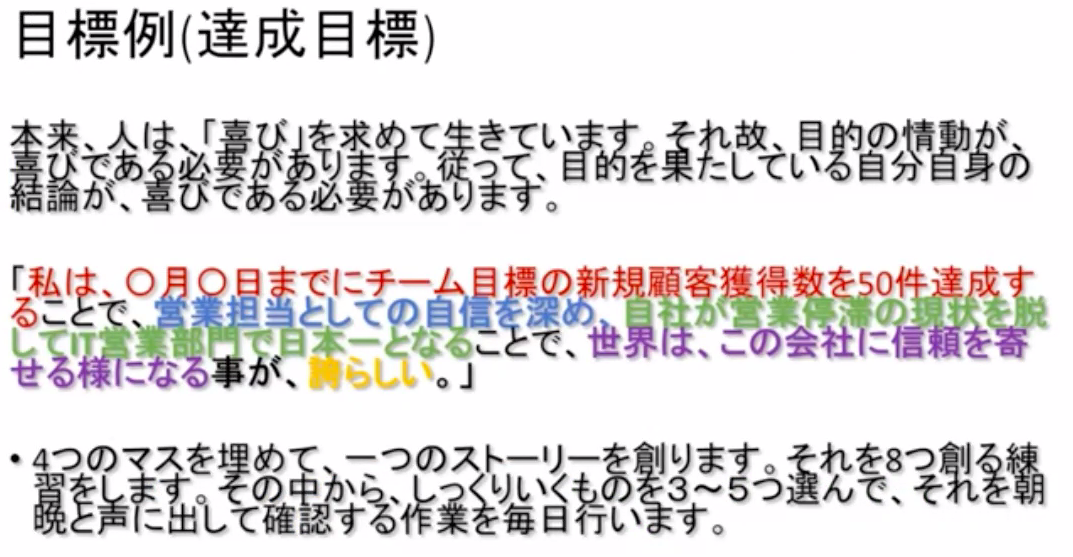 目標例(達成目標)
本来、人は、｢喜び｣を求めて生きています。それ故、目的の情動が、
喜びである必要があります。従って、目的を果たしている自分自身の
結論が、喜びである必要があります。
｢私は、〇月〇日までにチーム目標の新規顧客獲得数を50件達成す
ることで、営業担当としての自信を深め、自社が営業停滞の現状を脱
してIT営業部門で日本一となることで、世界は、この会社に信頼を寄
せる様になる事が、誇らしい。｣
• 4つのマスを埋めて、一つのストーリーを創ります。それを8つ創る練
習をします。その中から、しっくりいくものを３～５つ選んで、それを朝
晩と声に出して確認する作業を毎日行います。